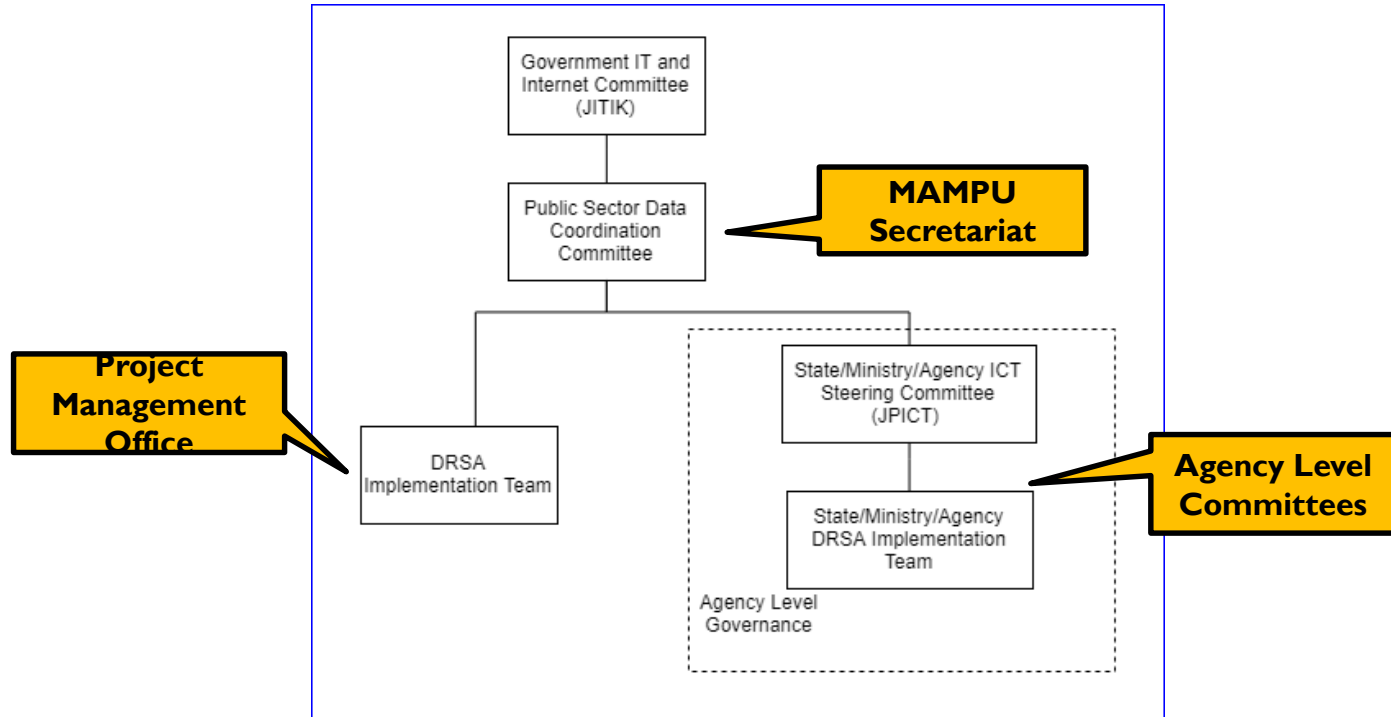 Government IT and
Internet Committee
(JITIK)
Public Sector Data
Coordination
Committee
MAMPU
Secretariat
Project
Management
Office
DRSA
Implementation Team
State/Ministry/Agency ICT
Steering Committee
(JPICT)
State/Ministry/Agency
DRSA Implementation
Team
Agency Level
Committees
Agency Level
Governance